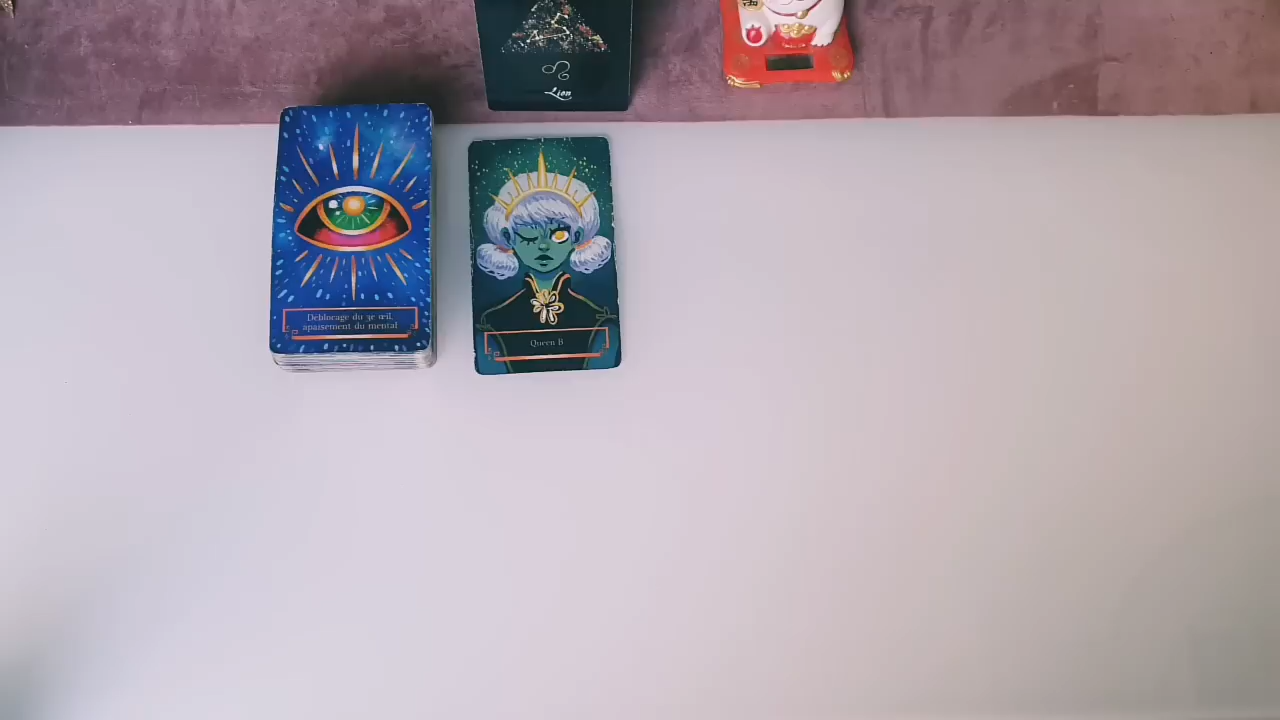 Lion
Déblocage du 3e œil,
apaisement du mental
Queen B